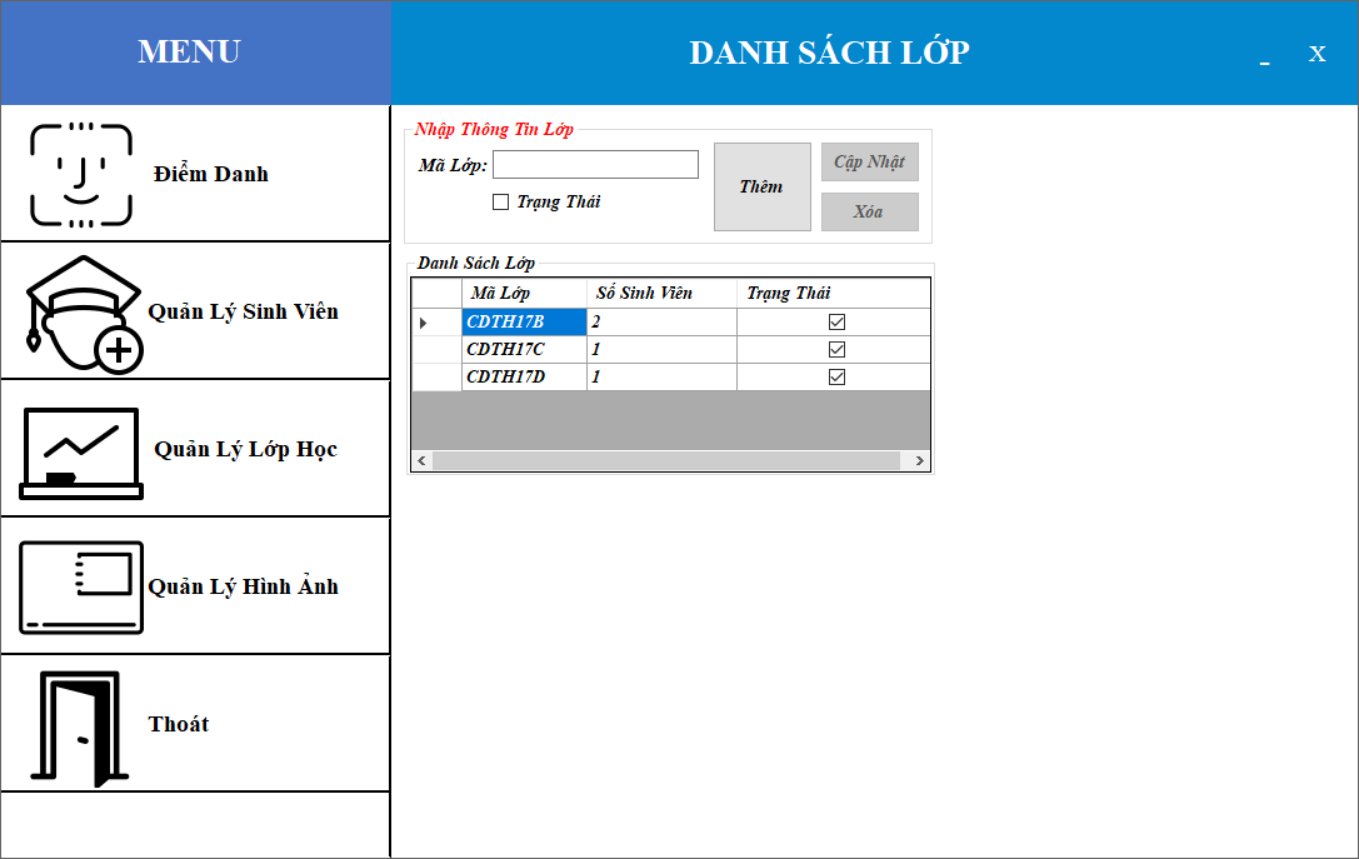 MENU
DANH SÁCH LỚP
_ X
Điểm Danh
Quản Lý Sinh Viên
Quản Lý Lớp Học
Quản Lý Hình Ảnh
Thoát
Nhập Thông Tin Lớp
Mã Lớp:
Trạng Thái
Thêm
Cập Nhật
Xóa
Danh Sách Lớp
Mã Lớp Số Sinh Viên Trạng Thái
CDTH17B 2
CDTH17C 1
CDTH17D 1